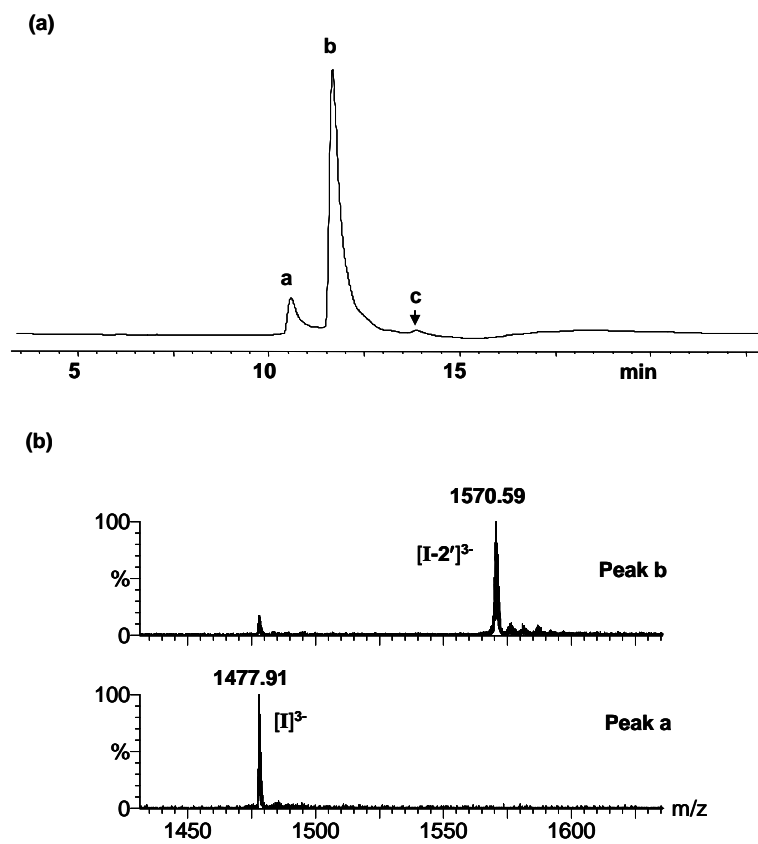 (a)
b
a
c
5 10 15 min
(b)
1570.59
100
[I-2′]³⁻
Peak b
%
0
1477.91
100
[I]³⁻
Peak a
%
0
m/z
1450 1500 1550 1600